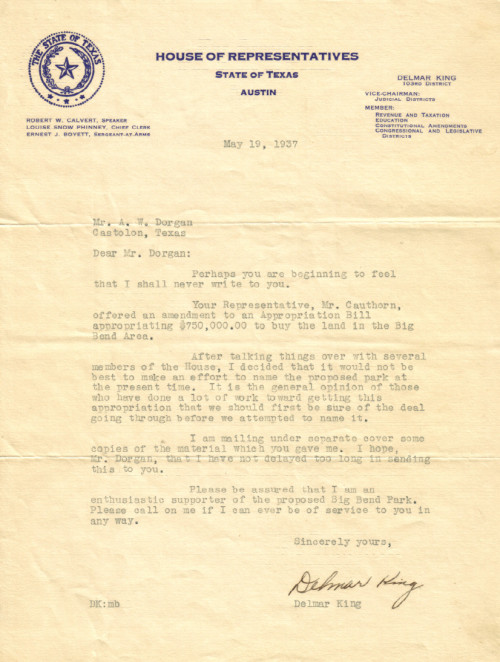 THE STATE OF TEXAS
HOUSE OF REPRESENTATIVES
STATE OF TEXAS
AUSTIN
DELMAR KING
103RD DISTRICT
VICE-CHAIRMAN:
JUDICIAL DISTRICTS
MEMBER:
REVENUE AND TAXATION
EDUCATION
CONSTITUTIONAL AMENDMENTS
CONGRESSIONAL AND LEGISLATIVE
DISTRICTS
ROBERT W. CALVERT, SPEAKER
LOUISE SNOW PHINNEY, CHIEF CLERK
ERNEST J. BOYETT, SERGEANT-AT-ARMS
May 19, 1937
Mr. A. W. Dorgan
Castolon, Texas
Dear Mr. Dorgan:
Perhaps you are beginning to feel
that I shall never write to you.
Your Representative, Mr. Cauthorn,
offered an amendment to an Appropriation Bill
appropriating $750,000.00 to buy the land in the Big
Bend Area.
After talking things over with several
members of the House, I decided that it would not be
best to make an effort to name the proposed park at
the present time. It is the general opinion of those
who have done a lot of work toward getting this
appropriation that we should first be sure of the deal
going through before we attempted to name it.
I am mailing under separate cover some
copies of the material which you gave me. I hope,
Mr. Dorgan, that I have not delayed too long in sending
this to you.
Please be assured that I am an
enthusiastic supporter of the proposed Big Bend Park.
Please call on me if I can ever be of service to you in
any way.
Sincerely yours,
Delmar King
DK:mb Delmar King